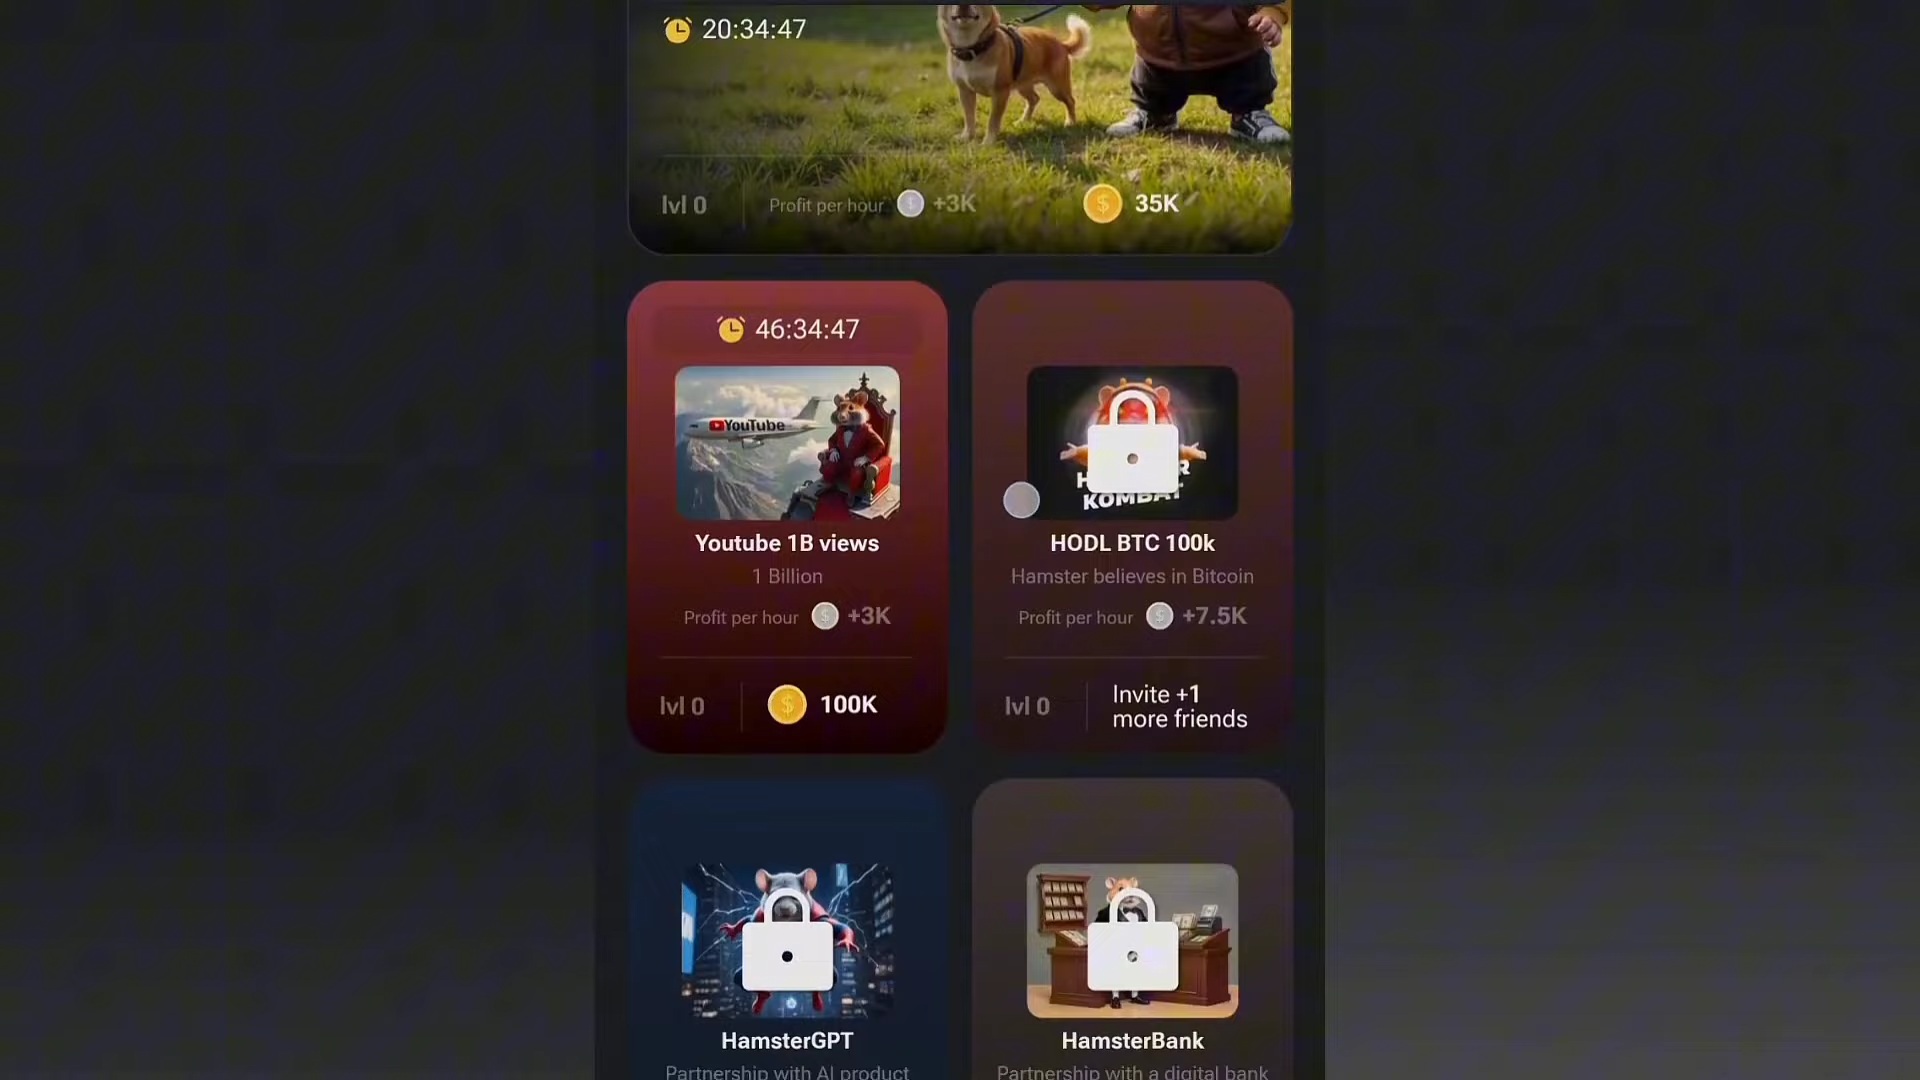 20:34:47
lvl 0
Profit per hour
+3K
35K
46:34:47
YouTube
Youtube 1B views
1 Billion
Profit per hour
+3K
lvl 0
100K
KOMBAT
HODL BTC 100k
Hamster believes in Bitcoin
Profit per hour
+7.5K
lvl 0
Invite +1
more friends
HamsterGPT
Partnership with AI product
HamsterBank
Partnership with a digital bank